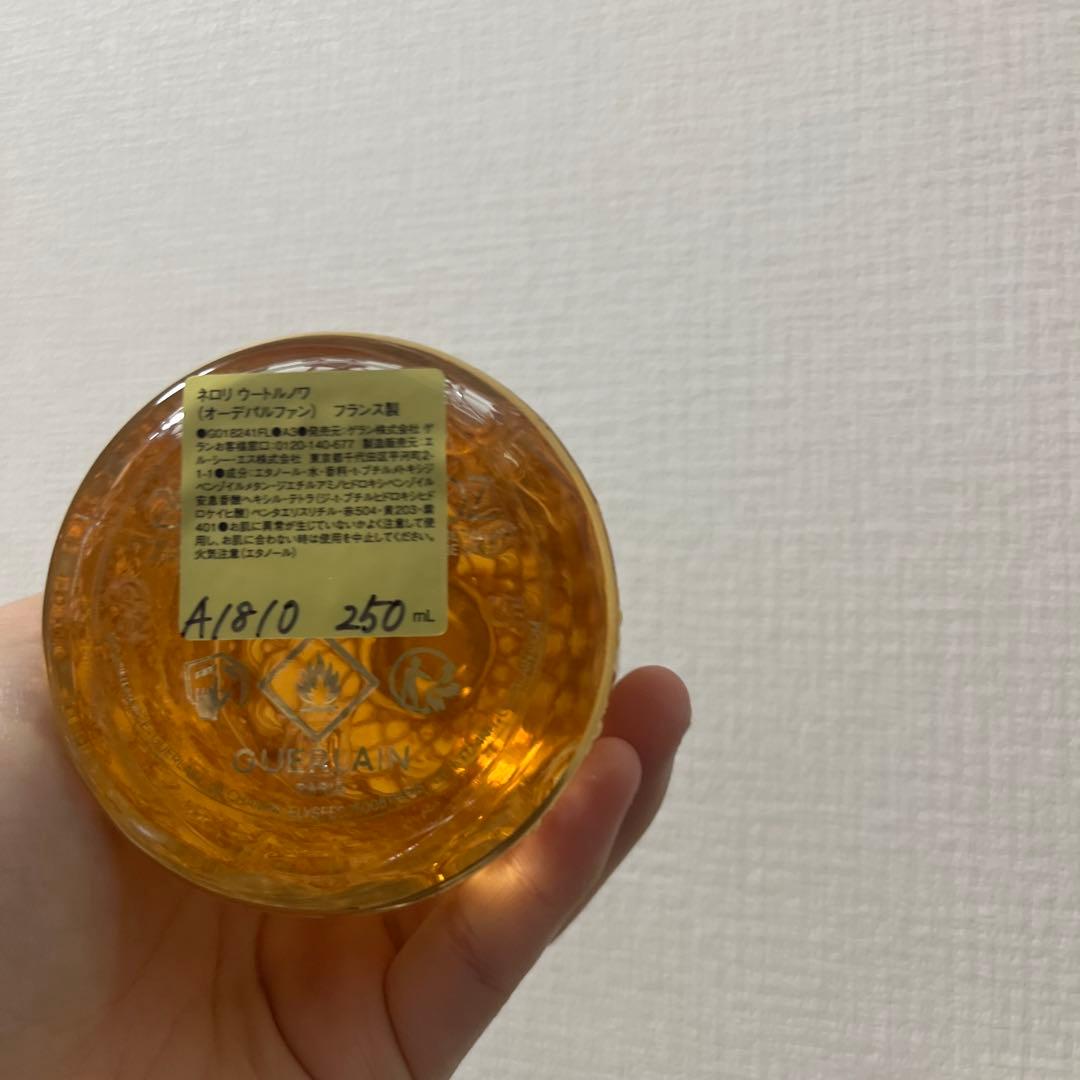 ネロリ ウートルノワ
(オーデパルファン) フランス製
●G018241FL●A3●発売元:ゲラン株式会社 ゲ
ランお客様窓口:0120-140-677 製造販売元:エ
ル・シー・エス株式会社 東京都千代田区平河町2-
1-1●成分:エタノール・水・香料・t-ブチルメトキシジ
ベンゾイルメタン・ジエチルアミノヒドロキシベンゾイル
安息香酸ヘキシル・テトラ(ジ-t-ブチルヒドロキシヒド
ロケイヒ酸)ペンタエリスリチル・赤504・黄203・紫
401●お肌に異常が生じていないかよく注意して使
用し、お肌に合わない時は使用を中止してください。
火気注意(エタノール)
A1810 250 mL
GUERLAIN
PARIS